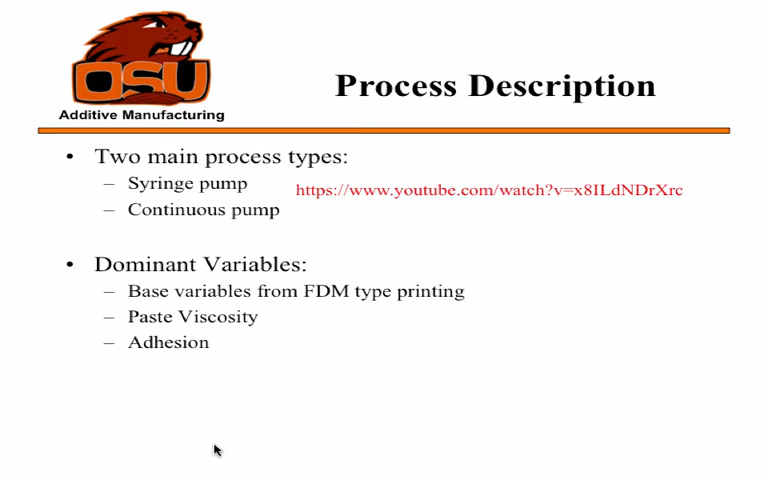 OSU
Additive Manufacturing
Process Description
• Two main process types:
– Syringe pump
https://www.youtube.com/watch?v=x8ILdNDrXrc
– Continuous pump
• Dominant Variables:
– Base variables from FDM type printing
– Paste Viscosity
– Adhesion